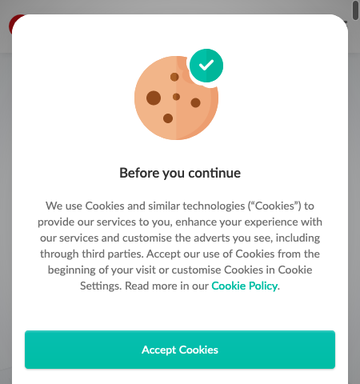 Before you continue
We use Cookies and similar technologies ("Cookies") to
provide our services to you, enhance your experience with
our services and customise the adverts you see, including
through third parties. Accept our use of Cookies from the
beginning of your visit or customise Cookies in Cookie
Settings. Read more in our Cookie Policy.
Accept Cookies